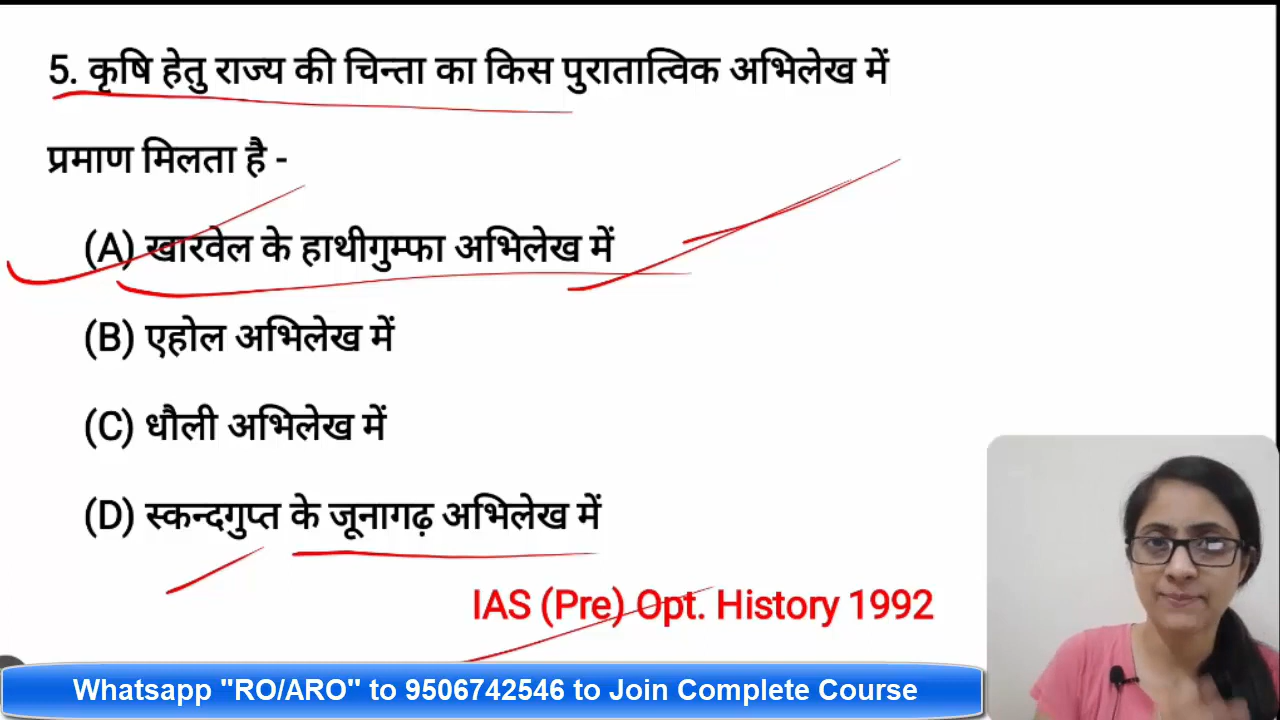 5. कृषि हेतु राज्य की चिन्ता का किस पुरातात्विक अभिलेख में
प्रमाण मिलता है -
(A) खारवेल के हाथीगुम्फा अभिलेख में
(B) एहोल अभिलेख में
(C) धौली अभिलेख में
(D) स्कन्दगुप्त के जूनागढ़ अभिलेख में
IAS (Pre) Opt. History 1992
Whatsapp "RO/ARO" to 9506742546 to Join Complete Course